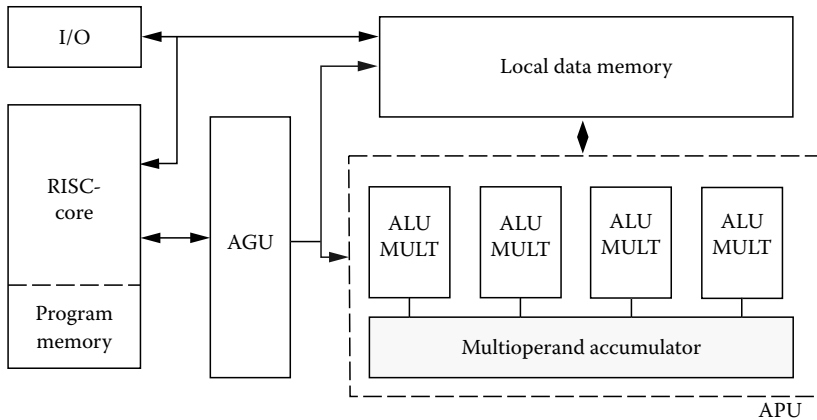 I/O
Local data memory
RISC-
core
AGU
Program
memory
ALU
MULT
ALU
MULT
ALU
MULT
ALU
MULT
Multioperand accumulator
APU